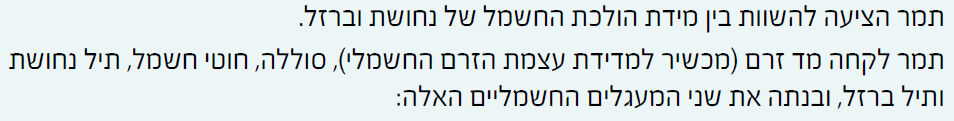 תמר הציעה להשוות בין מידת הולכת החשמל של נחושת וברזל.
תמר לקחה מד זרם (מכשיר למדידת עצמת הזרם החשמלי), סוללה, חוטי חשמל, תיל נחושת
ותיל ברזל, ובנתה את שני המעגלים החשמליים האלה: